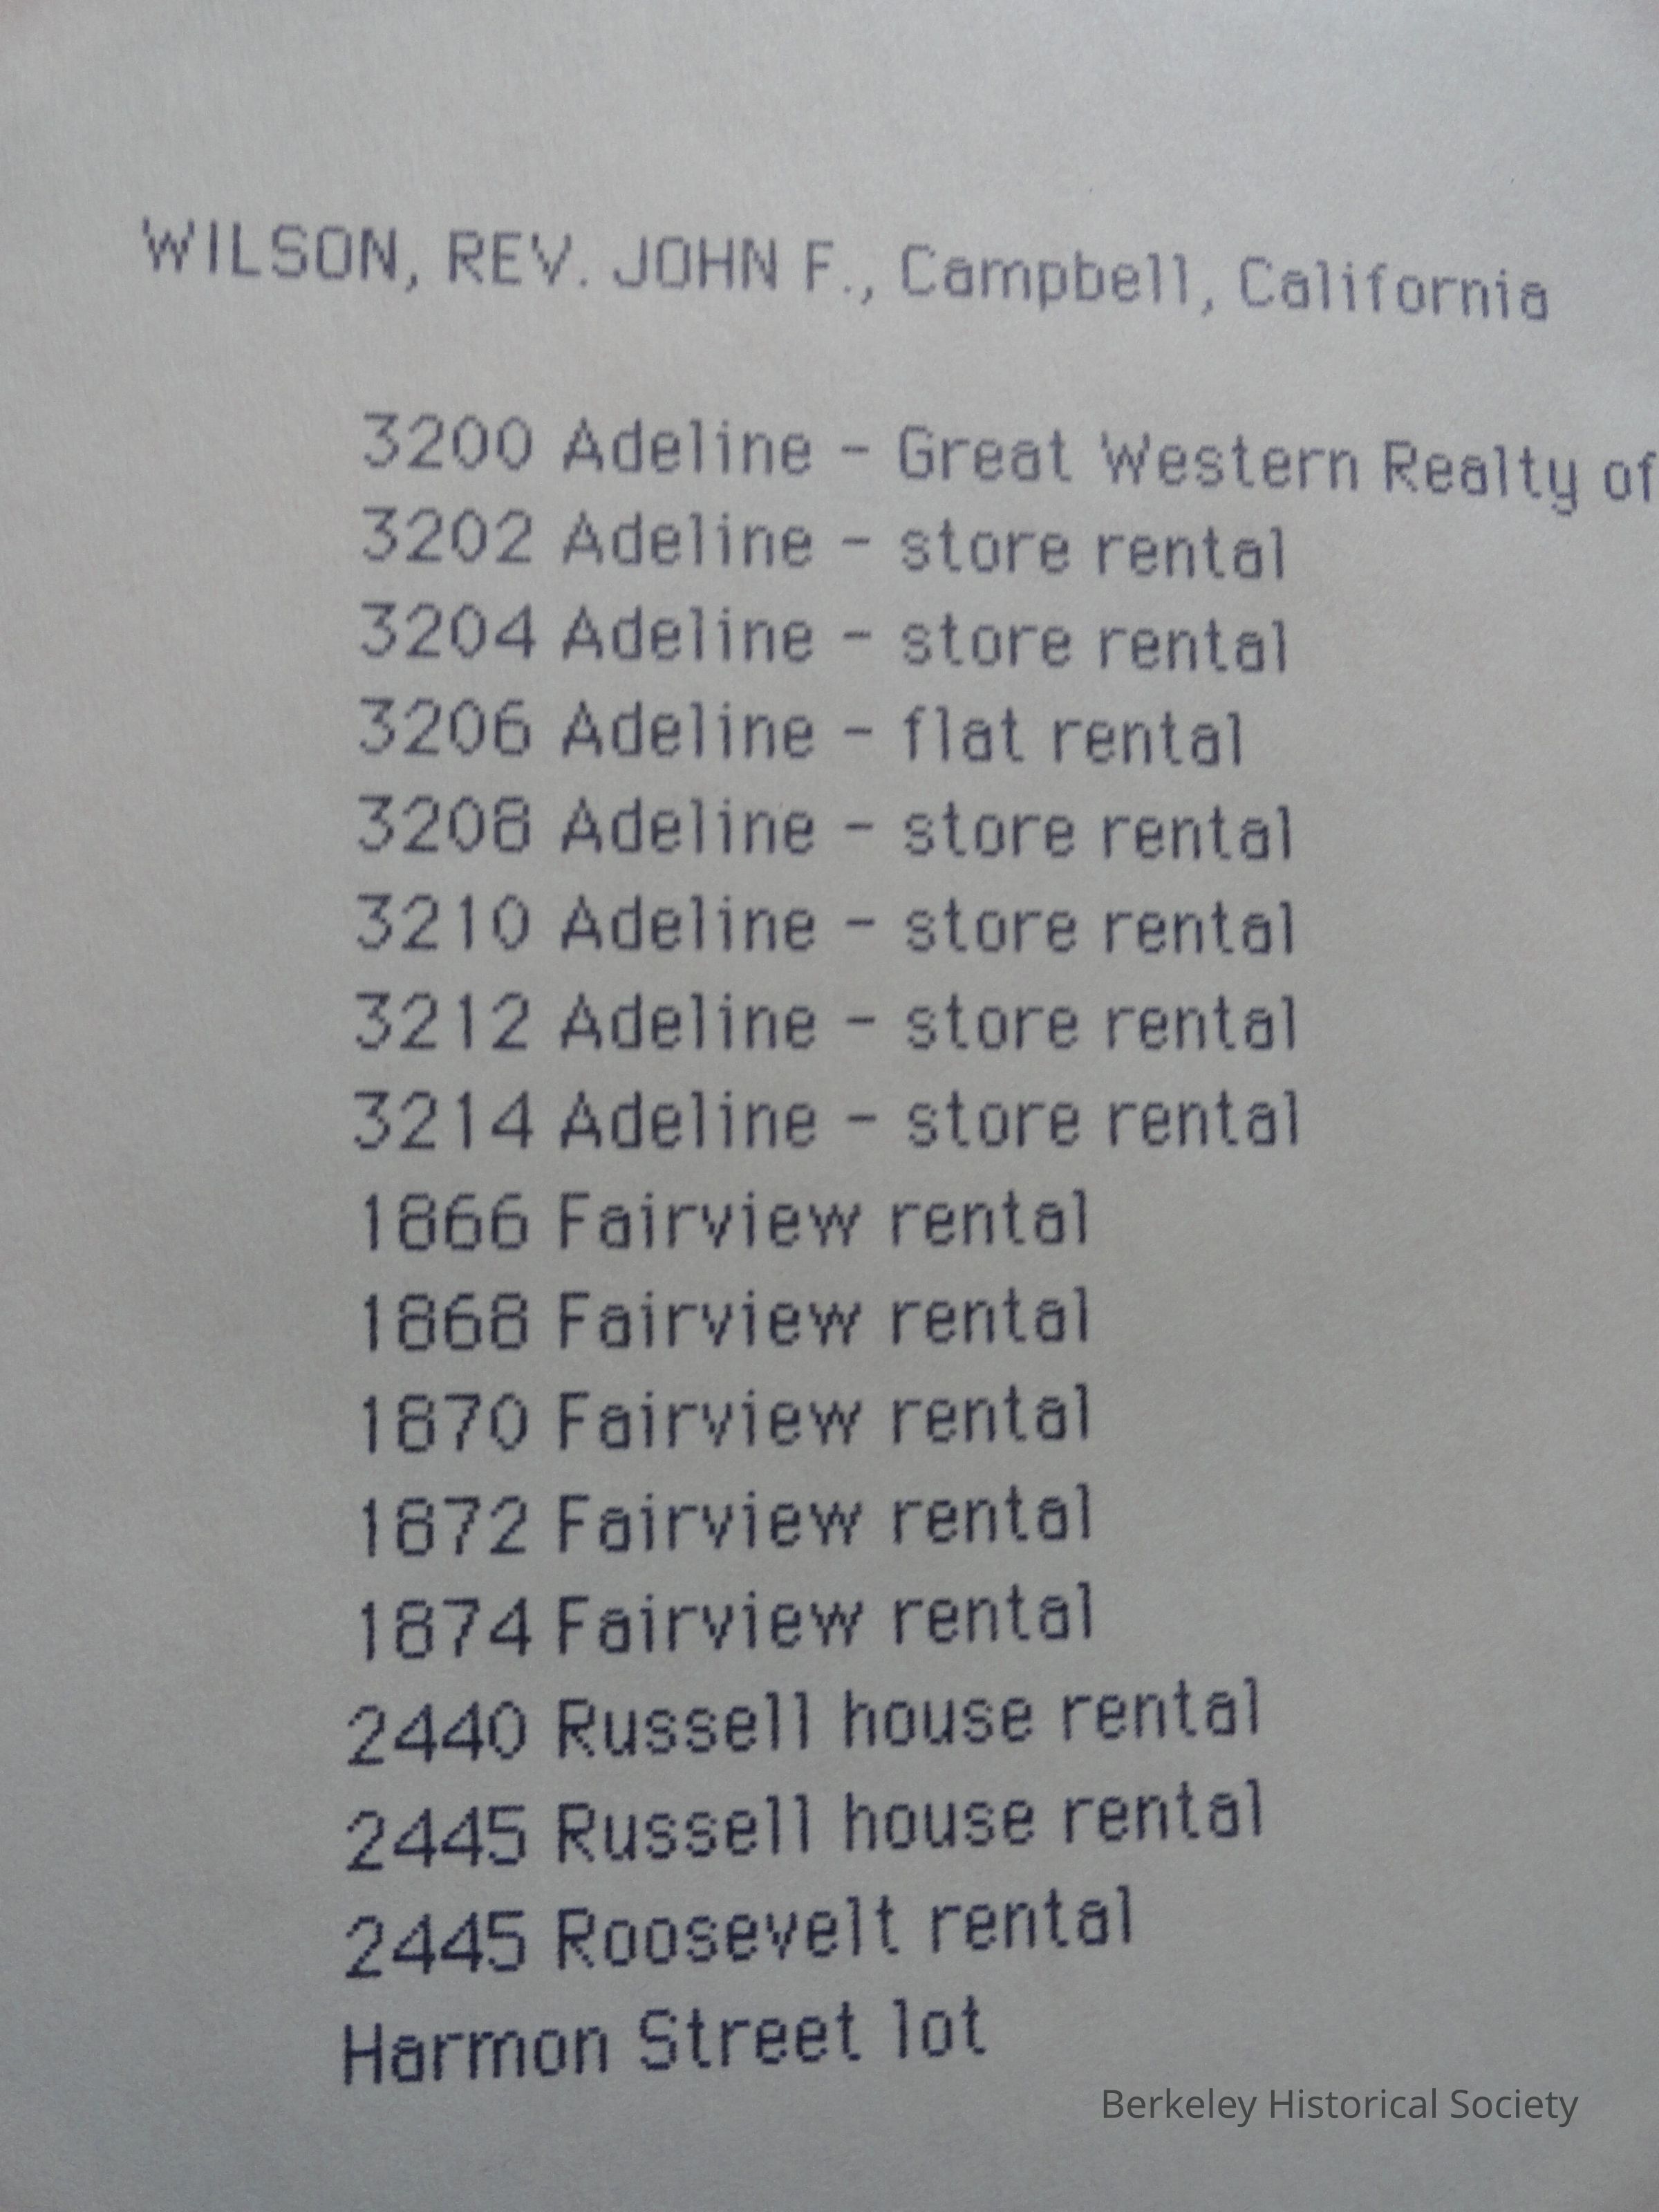 WILSON, REV. JOHN F., Campbell, California
3200 Adeline - Great Western Realty of
3202 Adeline - store rental
3204 Adeline - store rental
3206 Adeline - flat rental
3208 Adeline - store rental
3210 Adeline - store rental
3212 Adeline - store rental
3214 Adeline - store rental
1866 Fairview rental
1868 Fairview rental
1870 Fairview rental
1872 Fairview rental
1874 Fairview rental
2440 Russell house rental
2445 Russell house rental
2445 Roosevelt rental
Harmon Street lot
Berkeley Historical Society